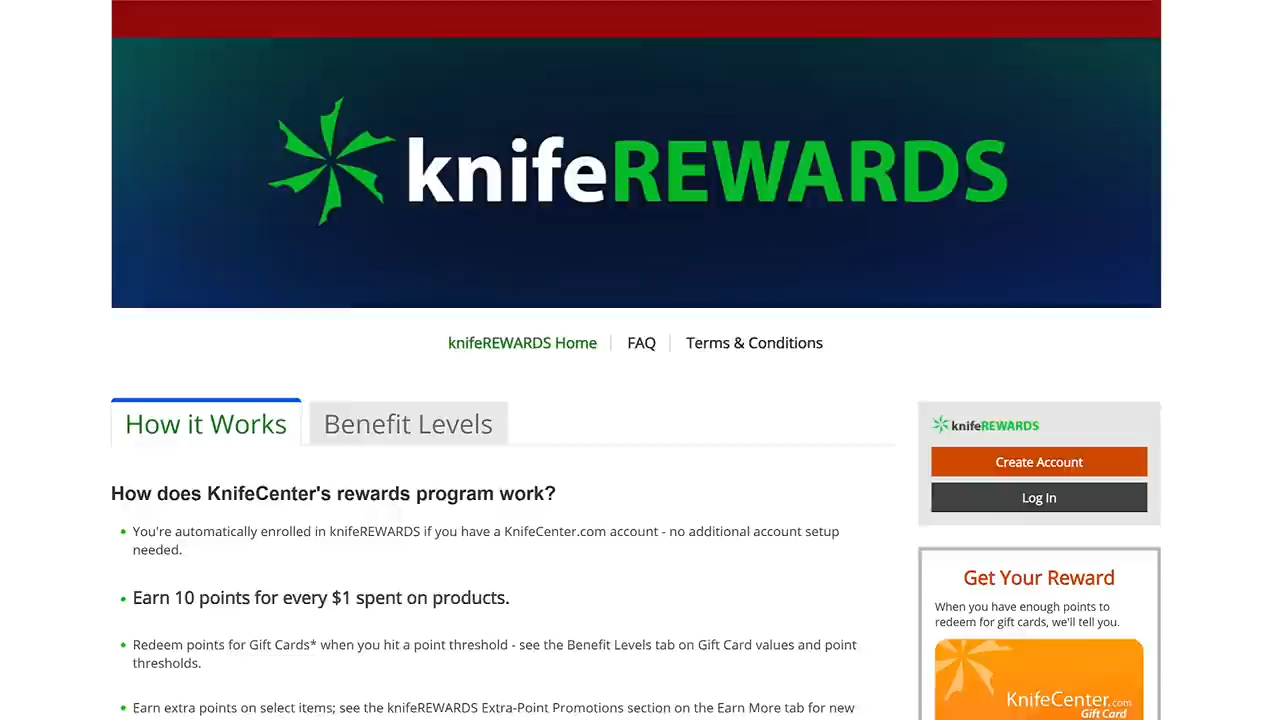 knifeREWARDS
knifeREWARDS Home
FAQ
Terms & Conditions
How it Works
Benefit Levels
How does KnifeCenter's rewards program work?
• You're automatically enrolled in knifeREWARDS if you have a KnifeCenter.com account - no additional account setup
needed.
• Earn 10 points for every $1 spent on products.
• Redeem points for Gift Cards* when you hit a point threshold - see the Benefit Levels tab on Gift Card values and point
thresholds.
• Earn extra points on select items; see the knifeREWARDS Extra-Point Promotions section on the Earn More tab for new
knifeREWARDS
Create Account
Log In
Get Your Reward
When you have enough points to
redeem for gift cards, we'll tell you.
KnifeCenter.com
Gift Card